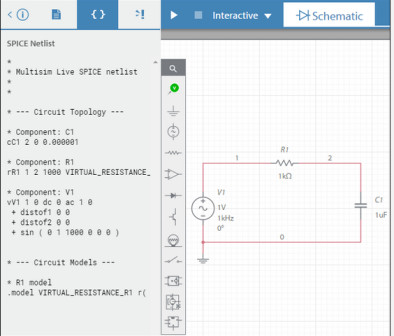 Interactive
Schematic
SPICE Netlist
*
* Multisim Live SPICE netlist
*
*
* --- Circuit Topology ---
* Component: C1
cC1 2 0 0.000001
* Component: R1
rR1 1 2 1000 VIRTUAL_RESISTANCE_
* Component: V1
vV1 1 0 dc 0 ac 1 0
+ distof1 0 0
+ distof2 0 0
+ sin ( 0 1 1000 0 0 0 )
* --- Circuit Models ---
* R1 model
.model VIRTUAL_RESISTANCE_R1 r(
R1
1
2
1kΩ
V1
1V
1kHz
0°
C1
1uF
0